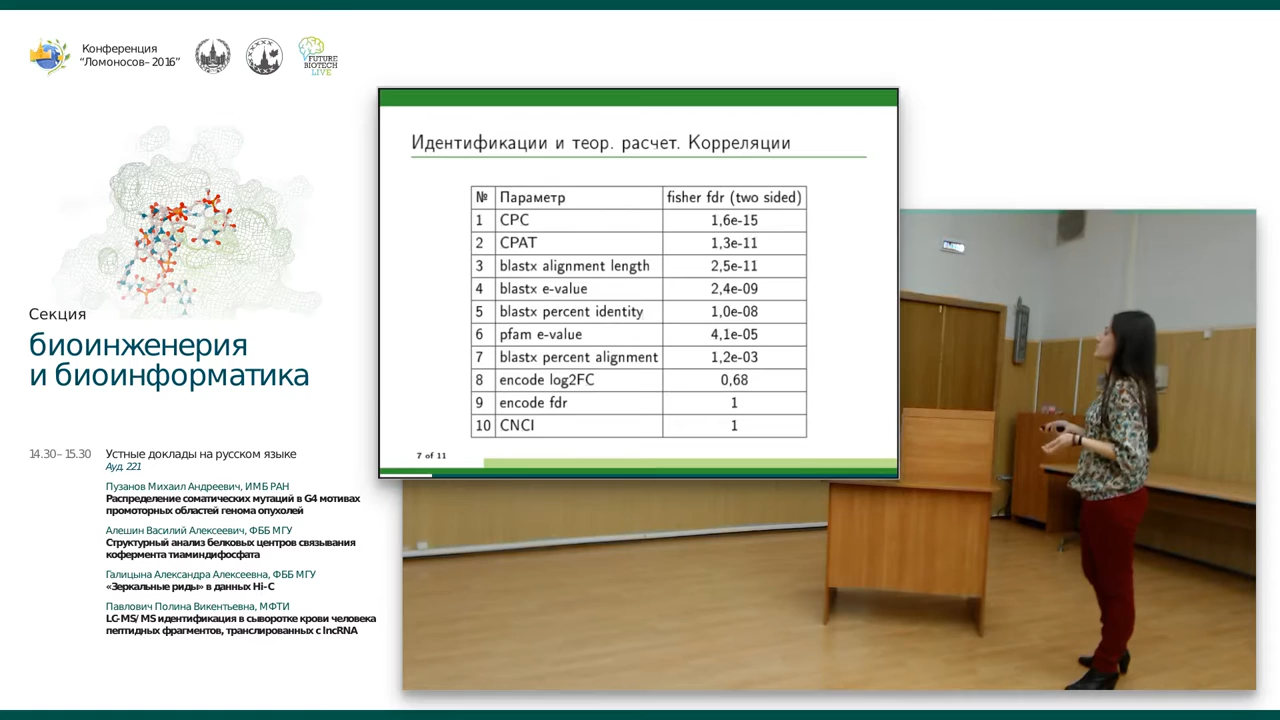 Конференция
“Ломоносов–2016”
FUTURE
BIOTECH
LIVE
Секция
биоинженерия
и биоинформатика
14.30–15.30 Устные доклады на русском языке
Ауд. 221
Пузанов Михаил Андреевич, ИМБ РАН
Распределение соматических мутаций в G4 мотивах
промоторных областей генома опухолей
Алешин Василий Алексеевич, ФББ МГУ
Структурный анализ белковых центров связывания
кофермента тиаминдифосфата
Галицына Александра Алексеевна, ФББ МГУ
«Зеркальные риды» в данных Hi-C
Павлович Полина Викентьевна, МФТИ
LC-MS/MS идентификация в сыворотке крови человека
пептидных фрагментов, транслированных с lncRNA
Идентификации и теор. расчет. Корреляции
№ Параметр fisher fdr (two sided)
1 CPC 1,6e-15
2 CPAT 1,3e-11
3 blastx alignment length 2,5e-11
4 blastx e-value 2,4e-09
5 blastx percent identity 1,0e-08
6 pfam e-value 4,1e-05
7 blastx percent alignment 1,2e-03
8 encode log2FC 0,68
9 encode fdr 1
10 CNCI 1
7 of 11